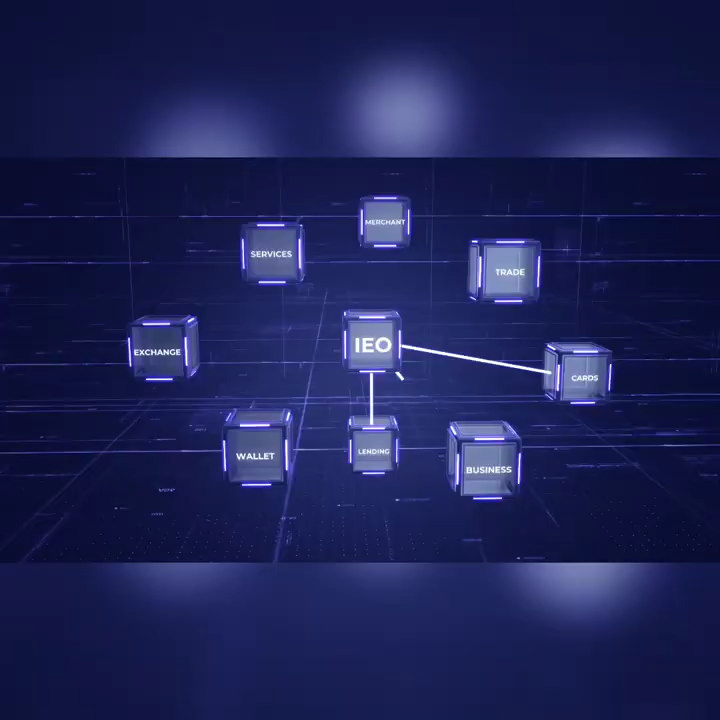 MERCHANT
SERVICES
TRADE
IEO
EXCHANGE
CARDS
LENDING
WALLET
BUSINESS